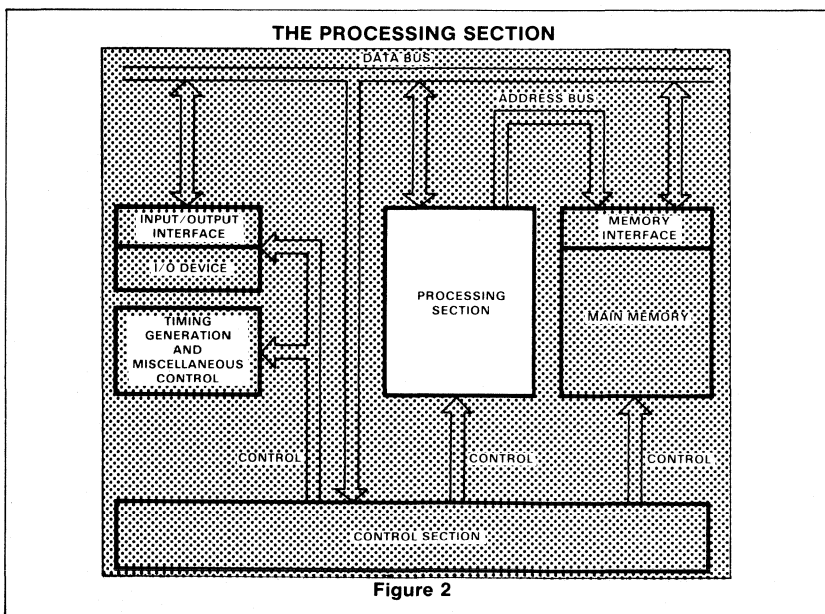 THE PROCESSING SECTION
DATA BUS
ADDRESS BUS
INPUT/OUTPUT
INTERFACE
I/O DEVICE
TIMING
GENERATION
AND
MISCELLANEOUS
CONTROL
PROCESSING
SECTION
MEMORY
INTERFACE
MAIN MEMORY
CONTROL
CONTROL
CONTROL
CONTROL SECTION
Figure 2